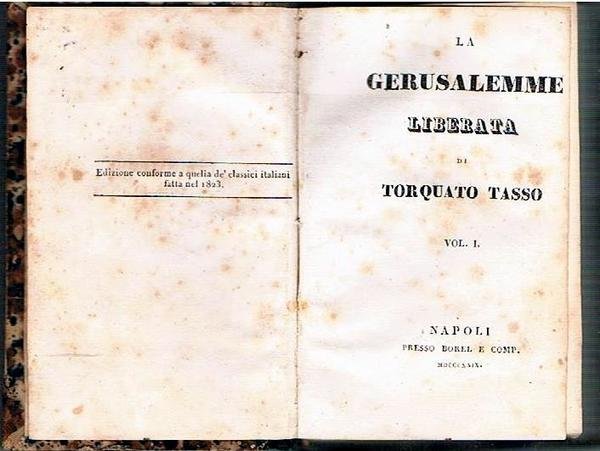 Edizione conforme a quella de' classici italiani
fatta nel 1823.
LA
GERUSALEMME
LIBERATA
DI
TORQUATO TASSO
VOL. I.
NAPOLI
PRESSO BOREL E COMP.
MDCCCXXIX.